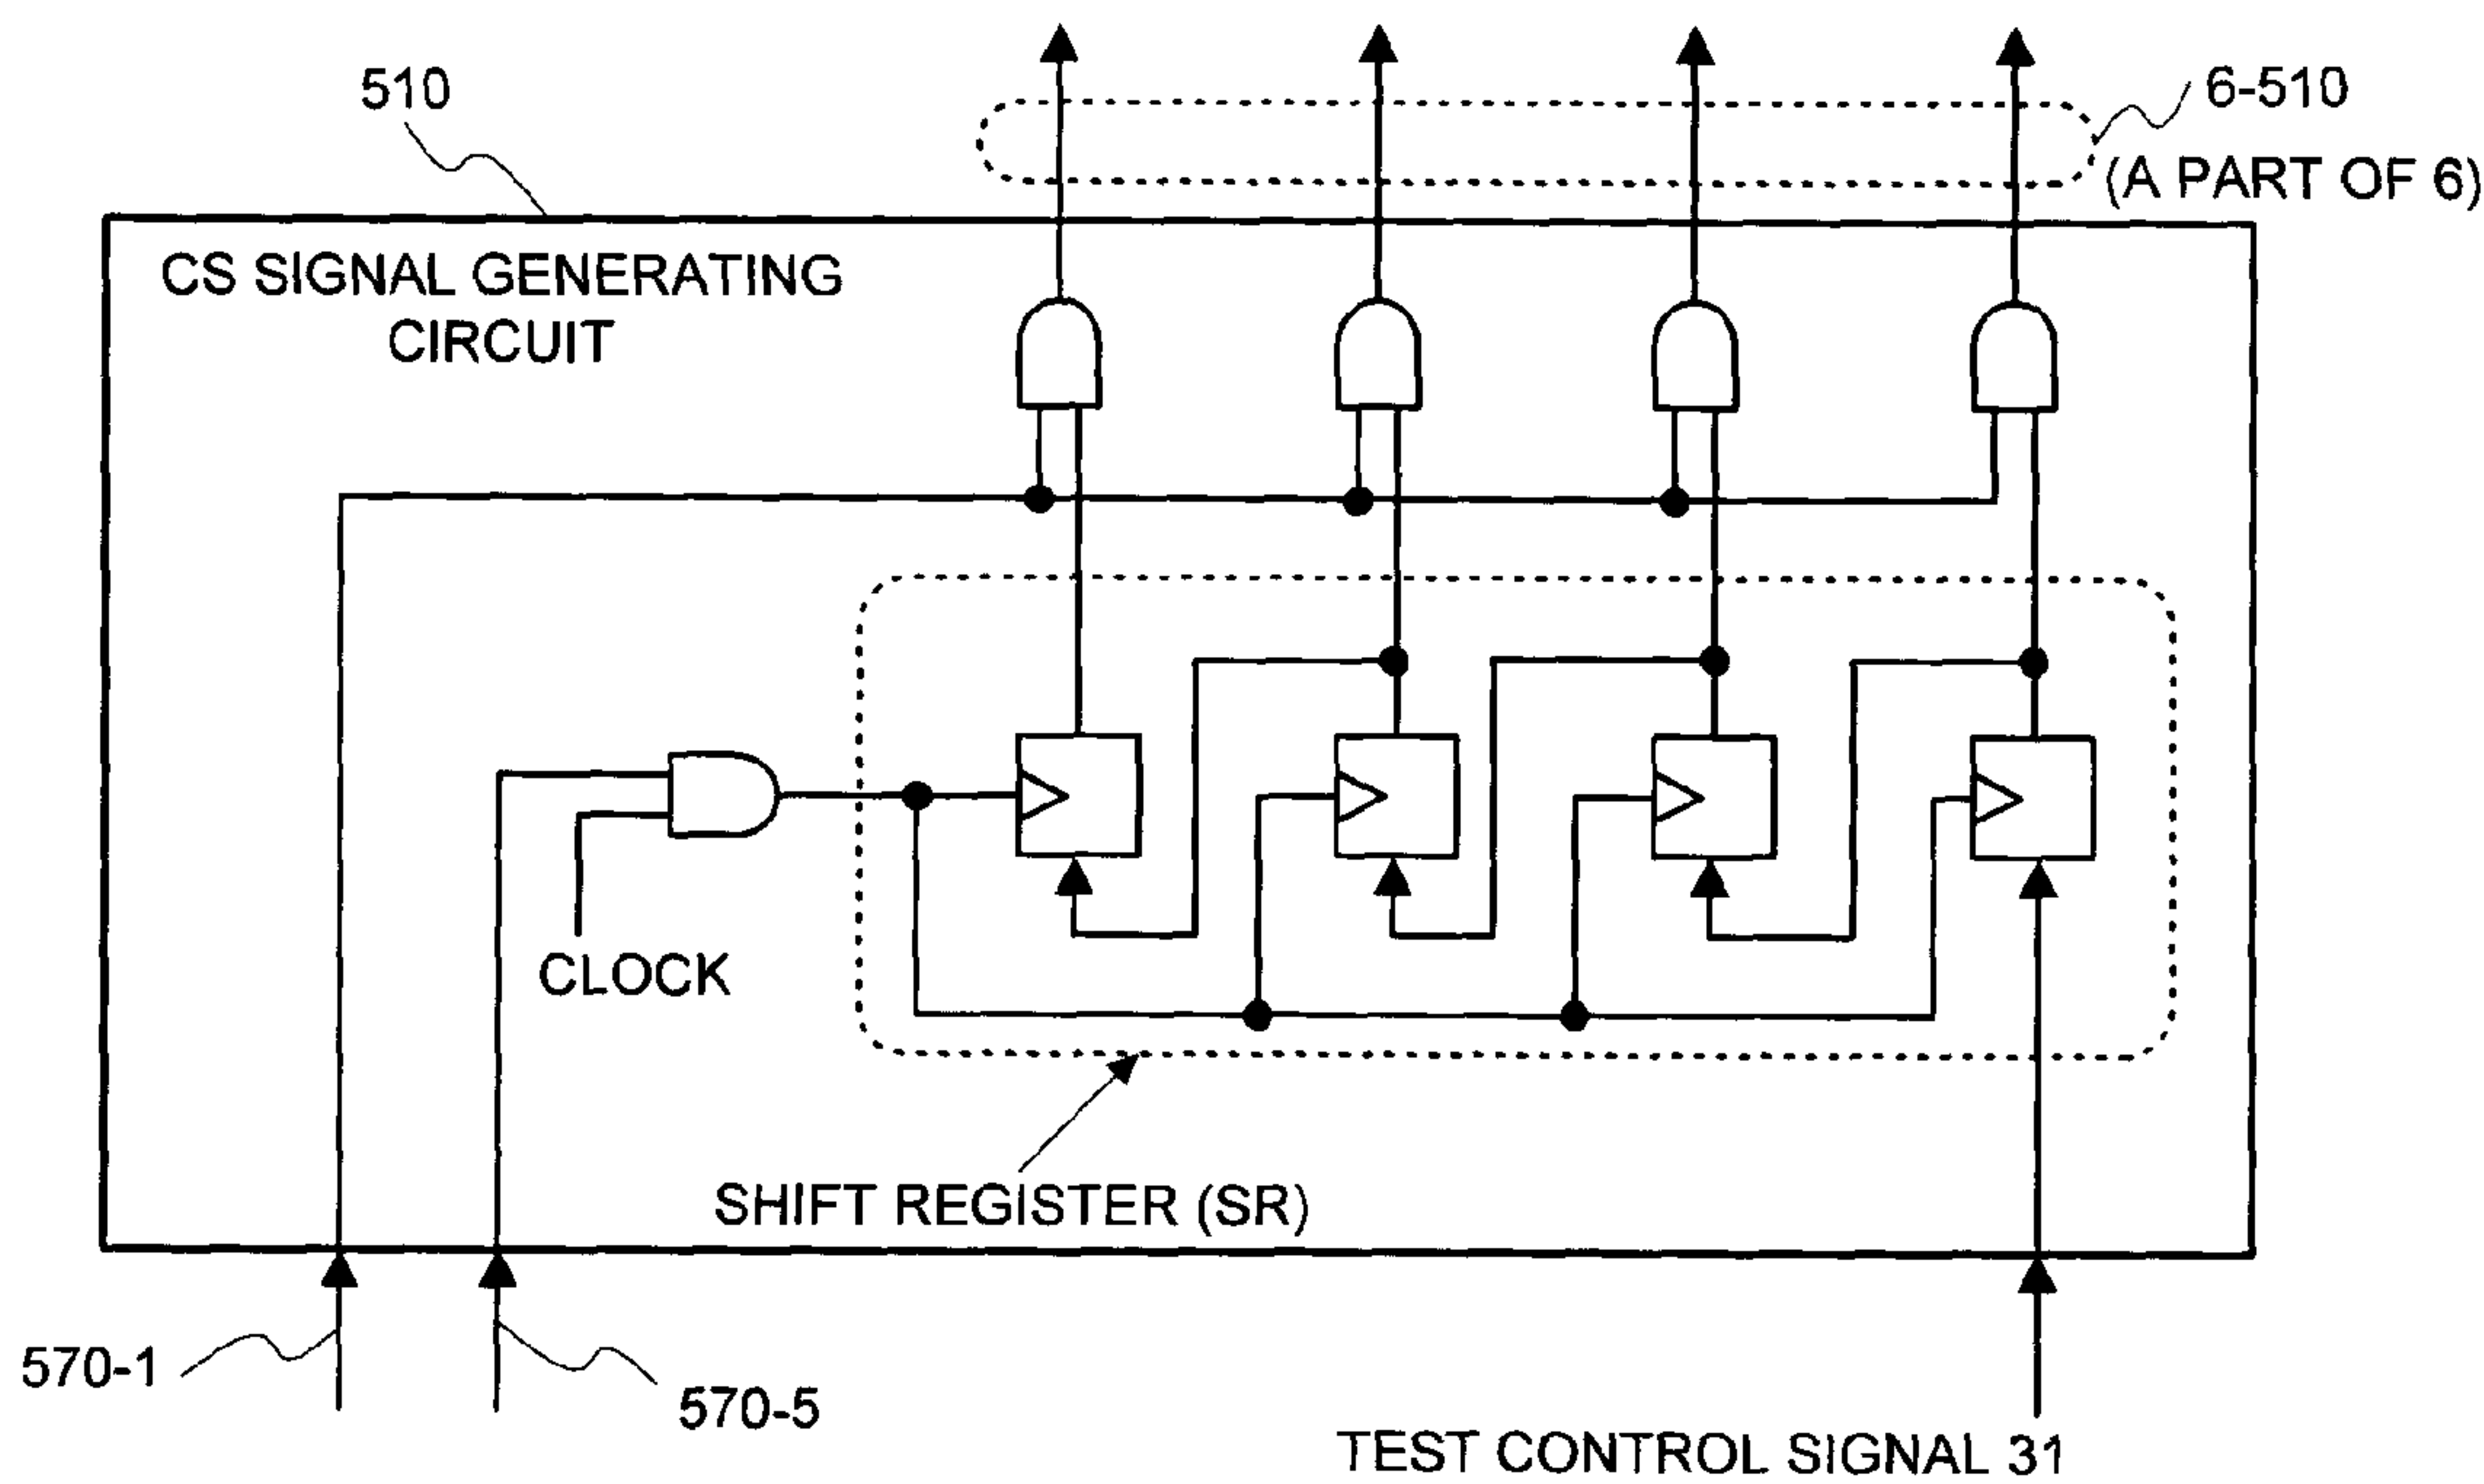 510
6-510
(A PART OF 6)
CS SIGNAL GENERATING
CIRCUIT
CLOCK
SHIFT REGISTER (SR)
570-1
570-5
TEST CONTROL SIGNAL 31